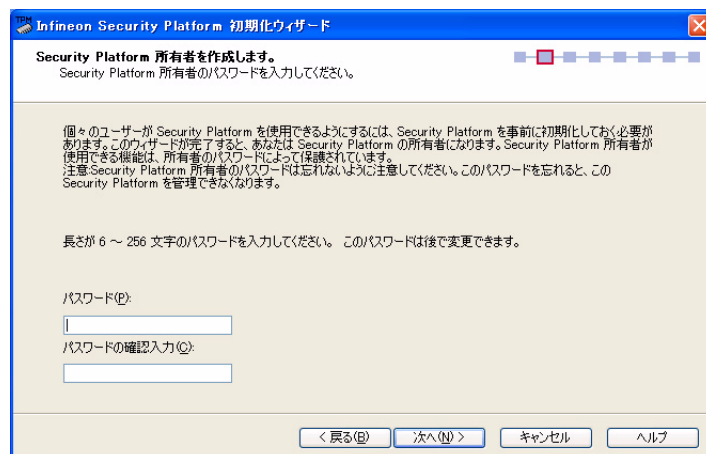 TPM
Infineon Security Platform 初期化ウィザード
Security Platform 所有者を作成します。
Security Platform 所有者のパスワードを入力してください。
個々のユーザーが Security Platform を使用できるようにするには、Security Platform を事前に初期化しておく必要が
あります。このウィザードが完了すると、あなたは Security Platform の所有者になります。Security Platform 所有者が
使用できる機能は、所有者のパスワードによって保護されています。
注意:Security Platform 所有者のパスワードは忘れないように注意してください。このパスワードを忘れると、この
Security Platform を管理できなくなります。
長さが 6 ～ 256 文字のパスワードを入力してください。 このパスワードは後で変更できます。
パスワード(P):
パスワードの確認入力(C):
< 戻る(B) 次へ(N) > キャンセル ヘルプ